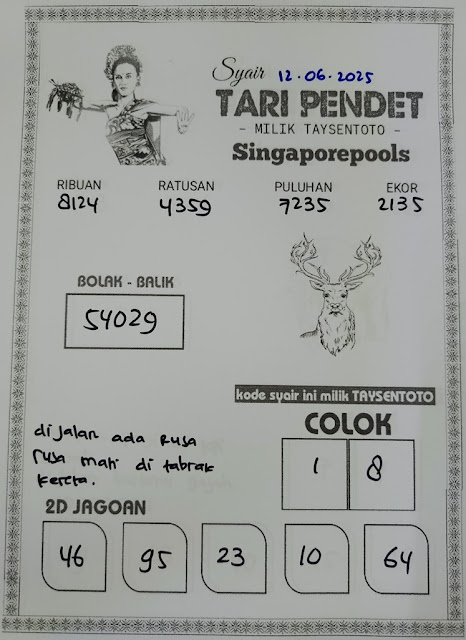 Syair 12.06.2025
TARI PENDET
- MILIK TAYSENTOTO -
Singaporepools
RIBUAN RATUSAN PULUHAN EKOR
8124 4359 7235 2135
BOLAK - BALIK
54029
kode syair ini milik TAYSENTOTO
COLOK
1 8
di jalan ada rusa
rusa mati di tabrak
kereta.
2D JAGOAN
46 95 23 10 64